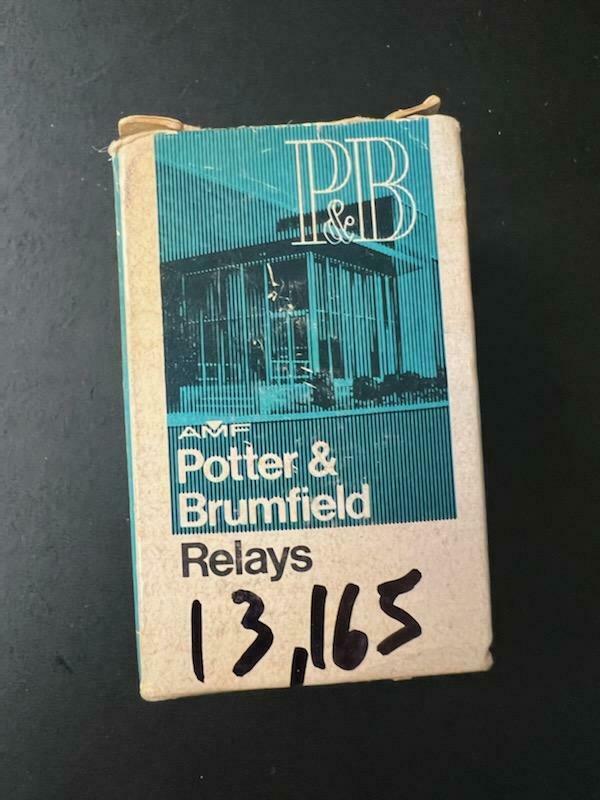 P&B
AMF
Potter &
Brumfield
Relays
13,165